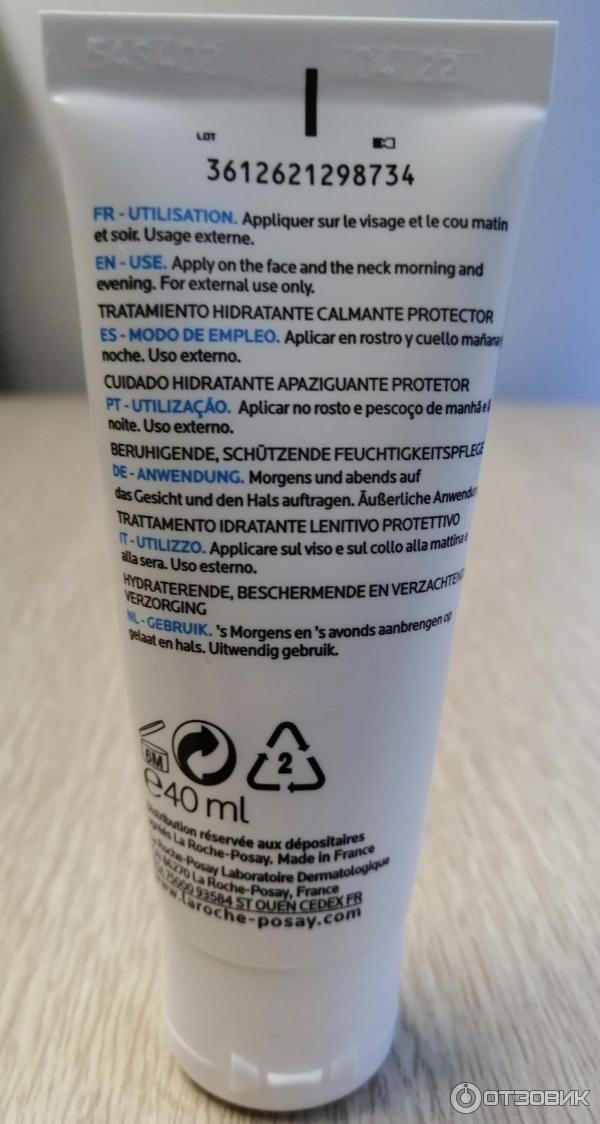 54S402 04 22
LOT
3612621298734
FR - UTILISATION. Appliquer sur le visage et le cou matin
et soir. Usage externe.
EN - USE. Apply on the face and the neck morning and
evening. For external use only.
TRATAMIENTO HIDRATANTE CALMANTE PROTECTOR
ES - MODO DE EMPLEO. Aplicar en rostro y cuello mañana y
noche. Uso externo.
CUIDADO HIDRATANTE APAZIGUANTE PROTETOR
PT - UTILIZAÇÃO. Aplicar no rosto e pescoço de manhã e à
noite. Uso externo.
BERUHIGENDE, SCHÜTZENDE FEUCHTIGKEITSPFLEGE
DE - ANWENDUNG. Morgens und abends auf
das Gesicht und den Hals auftragen. Äußerliche Anwendung
TRATTAMENTO IDRATANTE LENITIVO PROTETTIVO
IT - UTILIZZO. Applicare sul viso e sul collo alla mattina e
alla sera. Uso esterno.
HYDRATERENDE, BESCHERMENDE EN VERZACHTENDE
VERZORGING
NL - GEBRUIK. 's Morgens en 's avonds aanbrengen op
gelaat en hals. Uitwendig gebruik.
6M 2
e40 ml
Distribution réservée aux dépositaires
agréés La Roche-Posay. Made in France
La Roche-Posay Laboratoire Dermatologique
86270 La Roche-Posay, France
75000 93584 ST OUEN CEDEX FR
www.laroche-posay.com
ОТЗОВИК